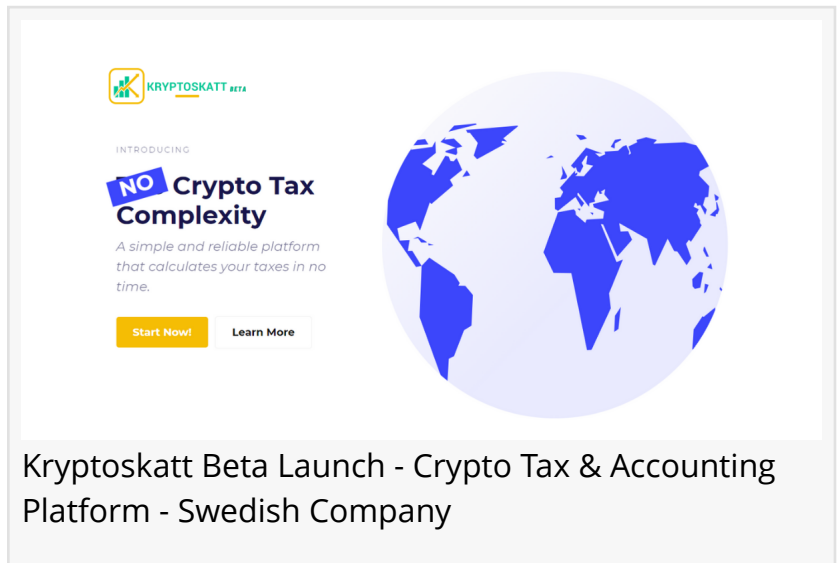 KRYPTOSKATT BETA
INTRODUCING
NO Crypto Tax
Complexity
A simple and reliable platform
that calculates your taxes in no
time.
Start Now! Learn More
Kryptoskatt Beta Launch - Crypto Tax & Accounting
Platform - Swedish Company